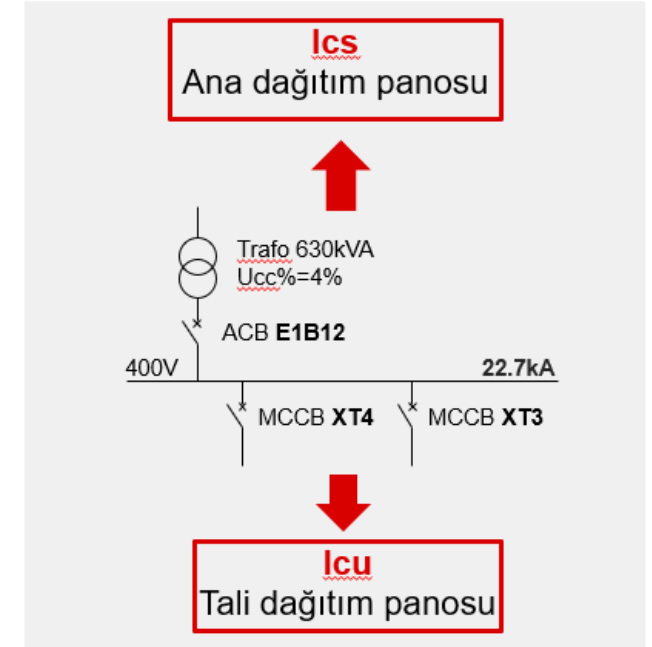 Ics
Ana dağıtım panosu
Trafo 630kVA
Ucc%=4%
ACB E1B12
400V 22.7kA
MCCB XT4 MCCB XT3
Icu
Tali dağıtım panosu